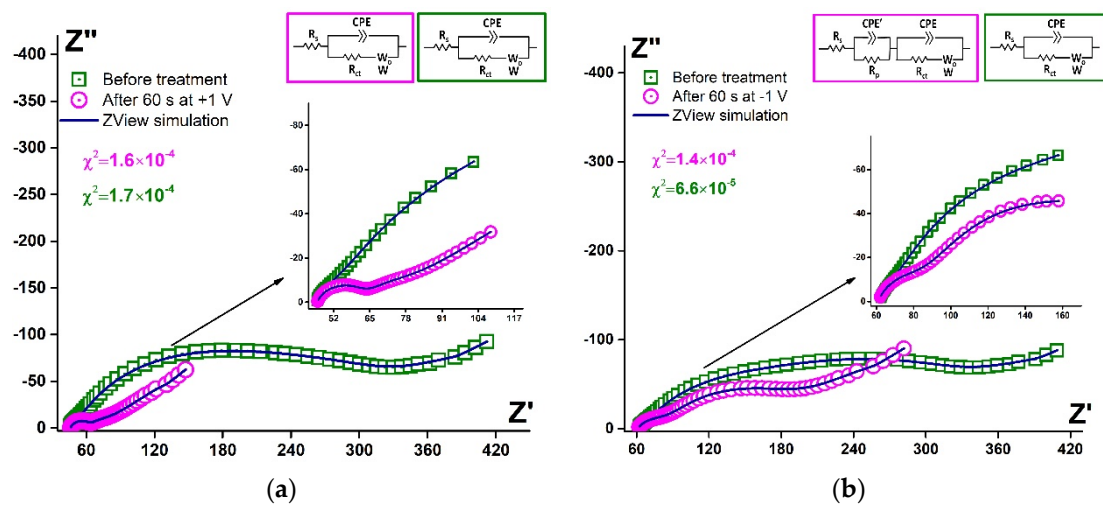 Z''
-400
-300
-200
-100
-50
0
60
120
180
240
300
360
420
Z'
Before treatment
After 60 s at +1 V
ZView simulation
χ²=1.6×10⁻⁴
χ²=1.7×10⁻⁴
CPE
Rs
Rct
Wo
W
CPE
Rs
Rct
Wo
W
-80
-60
-40
-20
0
52
65
78
91
104
117
(a)
Z''
-400
-300
-200
-100
0
60
120
180
240
300
360
420
Z'
Before treatment
After 60 s at -1 V
ZView simulation
χ²=1.4×10⁻⁴
χ²=6.6×10⁻⁵
CPE'
CPE
Rs
Rp
Rct
Wo
W
CPE
Rs
Rct
Wo
W
-60
-40
-20
0
60
80
100
120
140
160
(b)